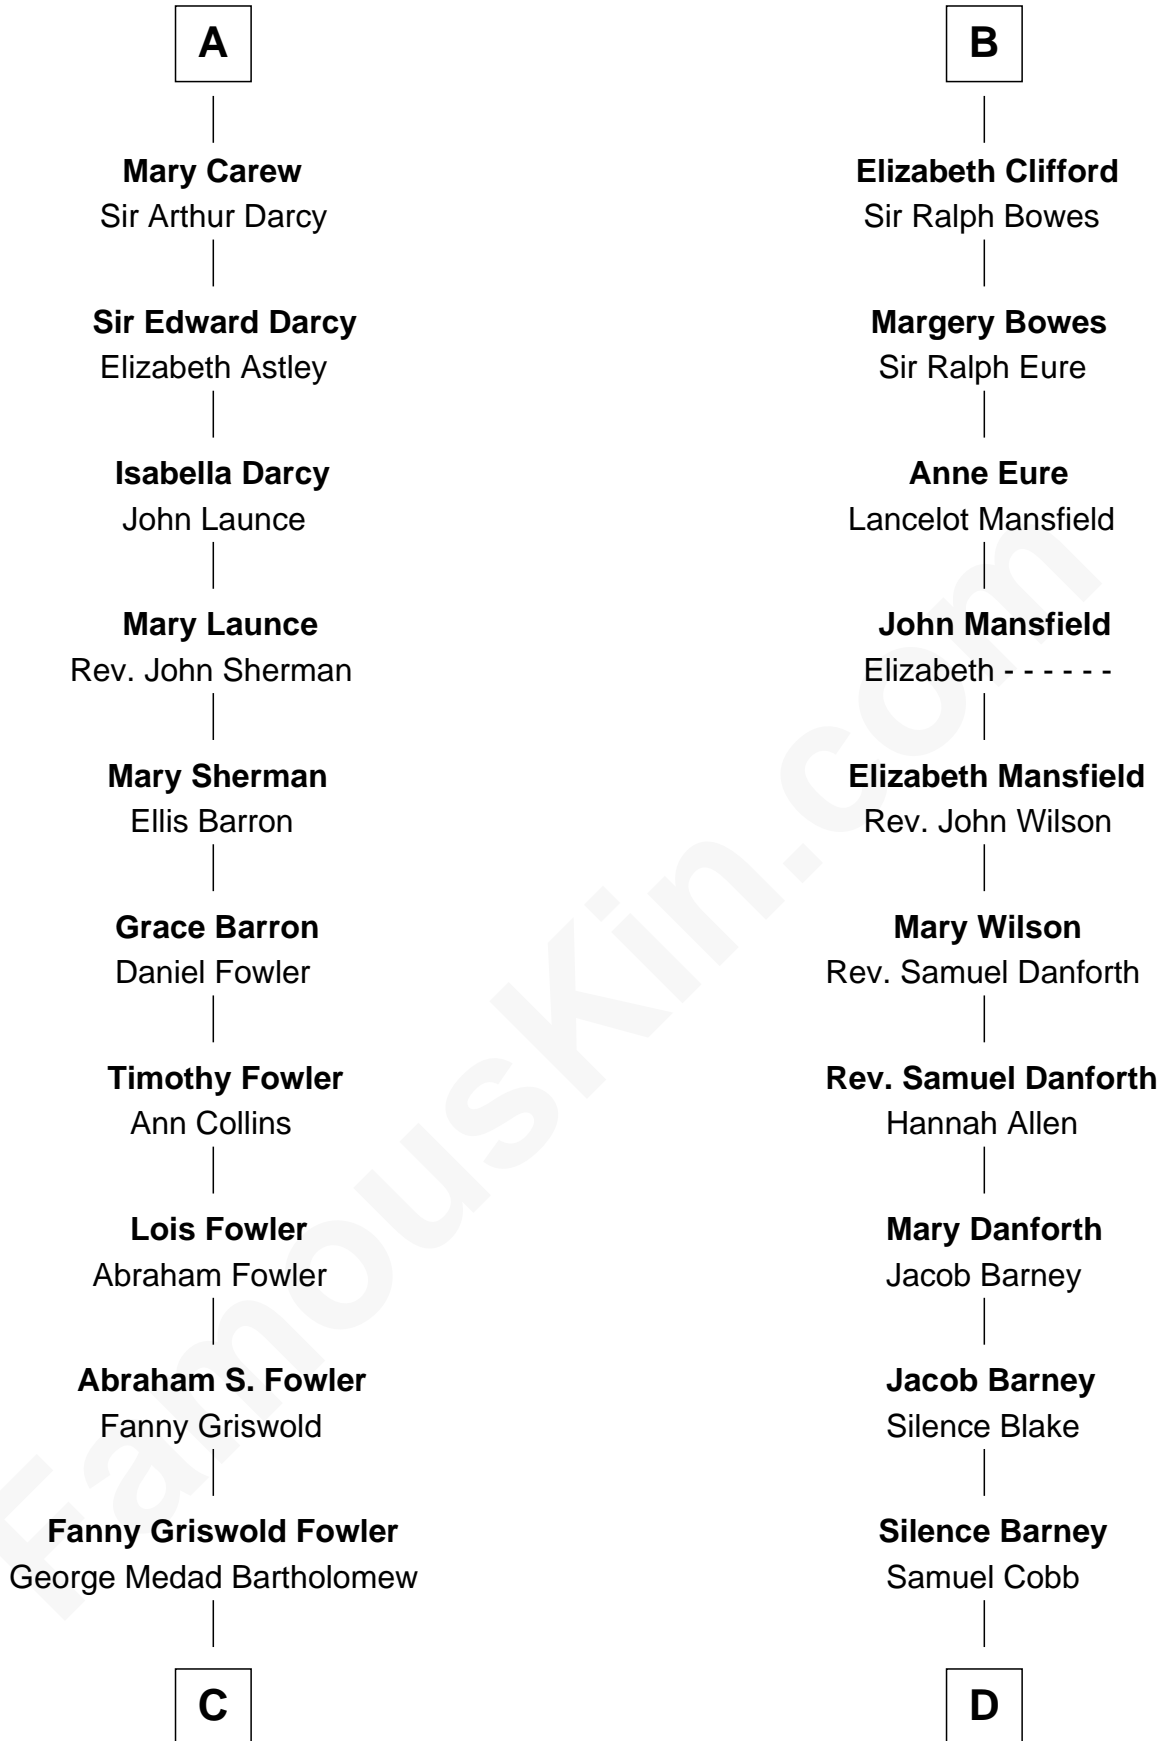 A
Mary Carew
Sir Arthur Darcy
Sir Edward Darcy
Elizabeth Astley
Isabella Darcy
John Launce
Mary Launce
Rev. John Sherman
Mary Sherman
Ellis Barron
Grace Barron
Daniel Fowler
Timothy Fowler
Ann Collins
Lois Fowler
Abraham Fowler
Abraham S. Fowler
Fanny Griswold
Fanny Griswold Fowler
George Medad Bartholomew
C
B
Elizabeth Clifford
Sir Ralph Bowes
Margery Bowes
Sir Ralph Eure
Anne Eure
Lancelot Mansfield
John Mansfield
Elizabeth - - - - - -
Elizabeth Mansfield
Rev. John Wilson
Mary Wilson
Rev. Samuel Danforth
Rev. Samuel Danforth
Hannah Allen
Mary Danforth
Jacob Barney
Jacob Barney
Silence Blake
Silence Barney
Samuel Cobb
D
FamousKin.com